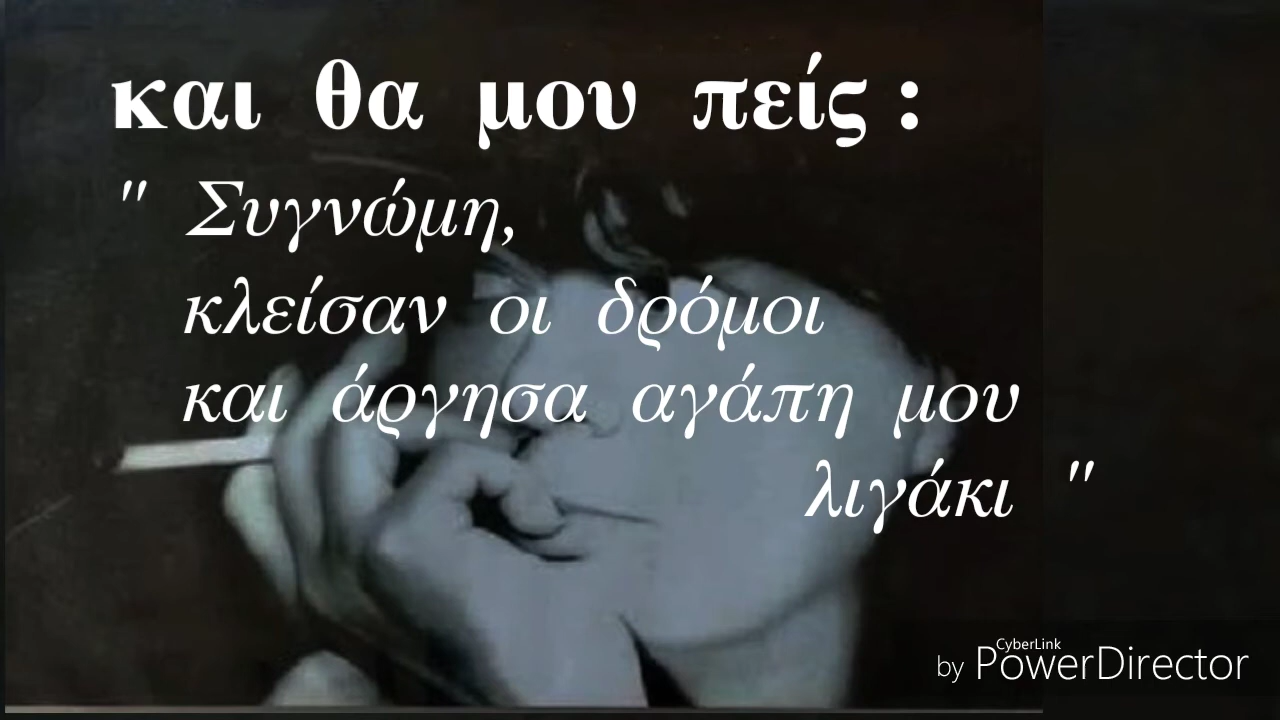 και θα μου πείς :
" Συγνώμη,
κλείσαν οι δρόμοι
και άργησα αγάπη μου
λιγάκι "
CyberLink
by PowerDirector